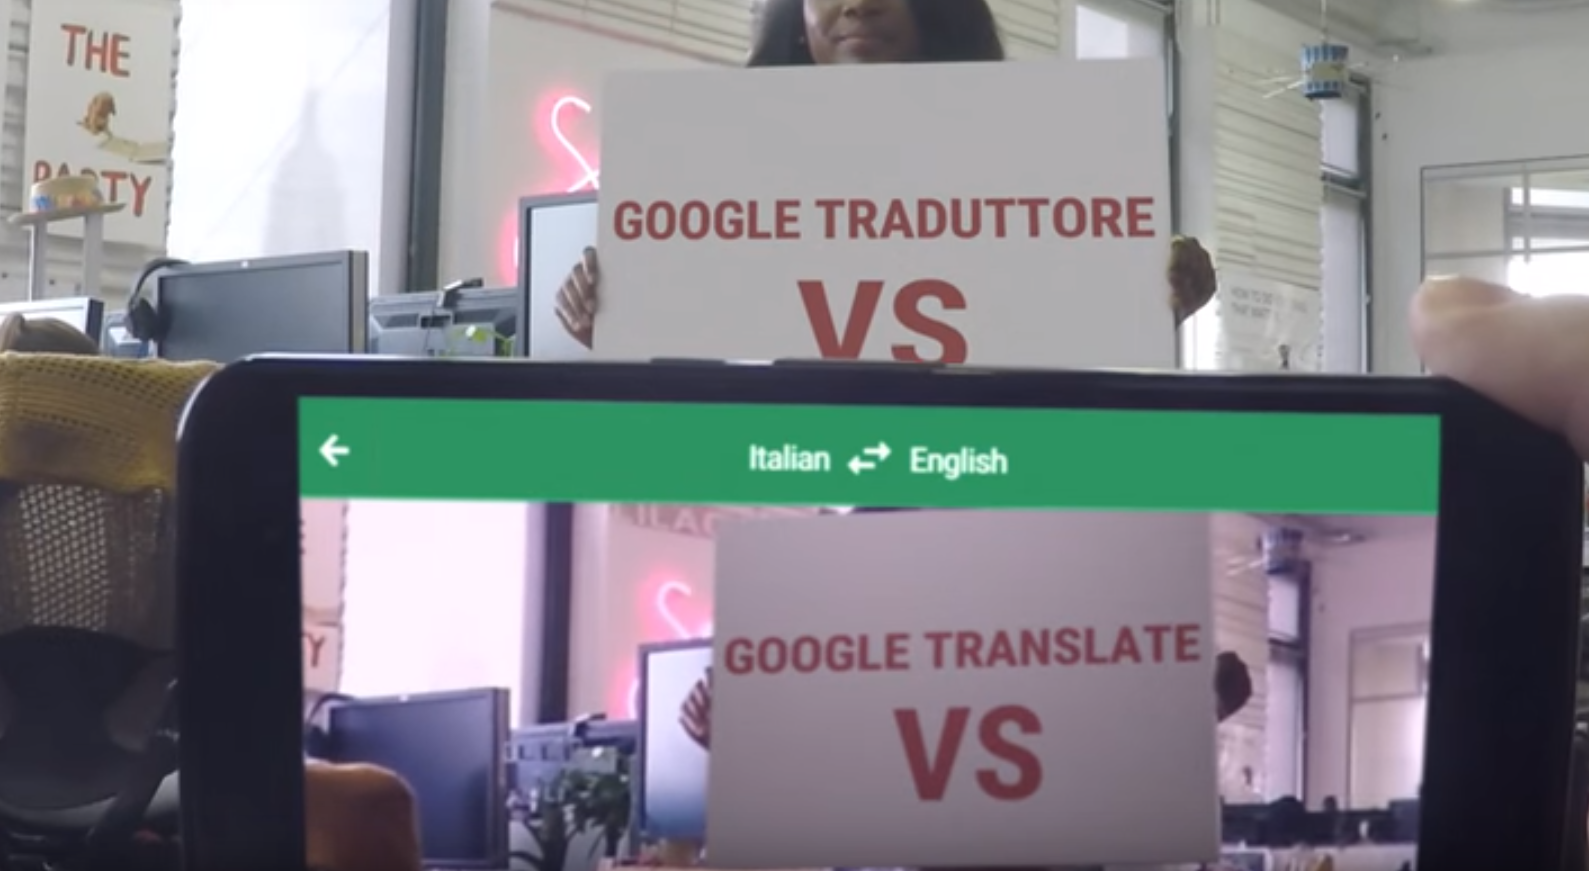 THE
PARTY
GOOGLE TRADUTTORE
VS
Italian English
GOOGLE TRANSLATE
VS